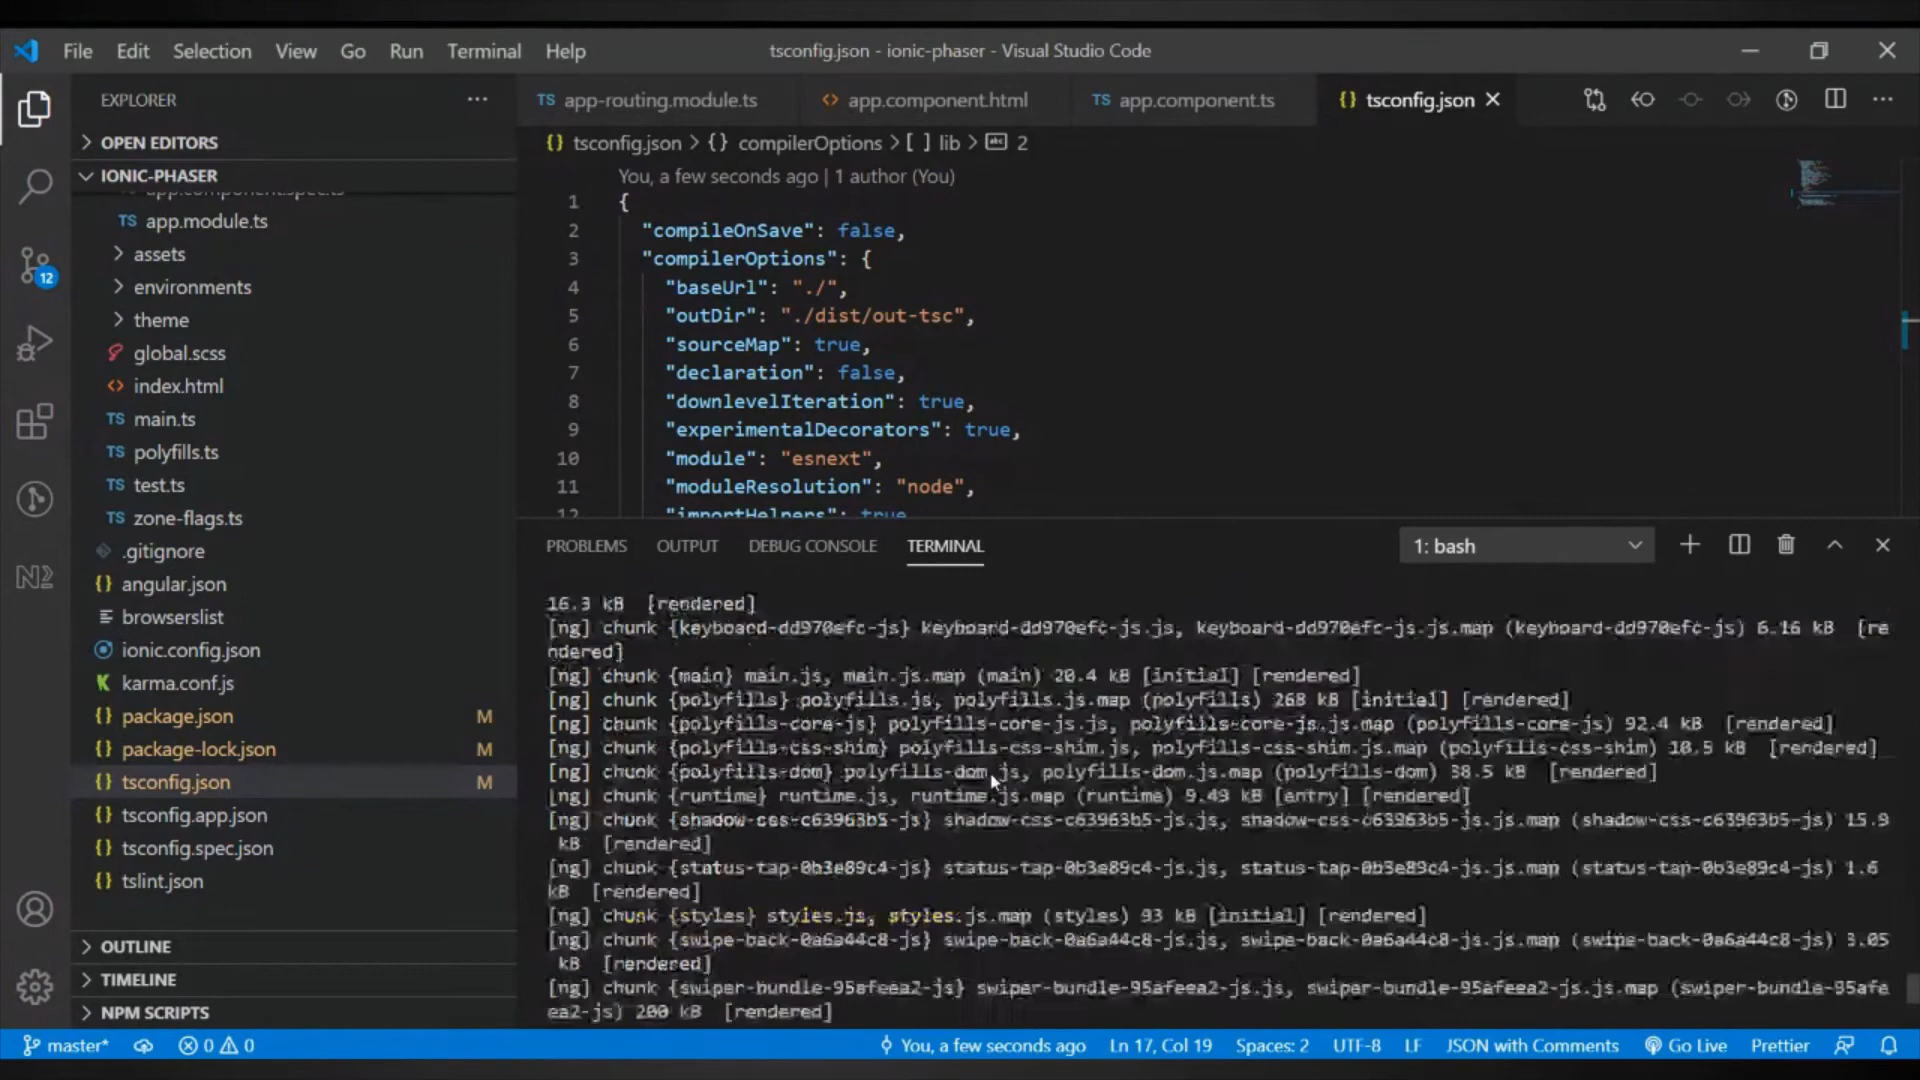 File Edit Selection View Go Run Terminal Help
tsconfig.json - ionic-phaser - Visual Studio Code
EXPLORER
OPEN EDITORS
IONIC-PHASER
app.component.spec.ts
TS app.module.ts
assets
environments
theme
global.scss
index.html
TS main.ts
TS polyfills.ts
TS test.ts
TS zone-flags.ts
.gitignore
{} angular.json
browserslist
ionic.config.json
karma.conf.js
{} package.json M
{} package-lock.json M
{} tsconfig.json M
{} tsconfig.app.json
{} tsconfig.spec.json
{} tslint.json
OUTLINE
TIMELINE
NPM SCRIPTS
12
TS app-routing.module.ts
<> app.component.html
TS app.component.ts
{} tsconfig.json
{} tsconfig.json > {} compilerOptions > [ ] lib > abc 2
You, a few seconds ago | 1 author (You)
1 {
2 "compileOnSave": false,
3 "compilerOptions": {
4 "baseUrl": "./",
5 "outDir": "./dist/out-tsc",
6 "sourceMap": true,
7 "declaration": false,
8 "downlevelIteration": true,
9 "experimentalDecorators": true,
10 "module": "esnext",
11 "moduleResolution": "node",
12 "importHelpers": true
PROBLEMS OUTPUT DEBUG CONSOLE TERMINAL
1: bash
16.3 kB [rendered]
[ng] chunk {keyboard-dd970efc-js} keyboard-dd970efc-js.js, keyboard-dd970efc-js.js.map (keyboard-dd970efc-js) 6.16 kB [re
ndered]
[ng] chunk {main} main.js, main.js.map (main) 20.4 kB [initial] [rendered]
[ng] chunk {polyfills} polyfills.js, polyfills.js.map (polyfills) 268 kB [initial] [rendered]
[ng] chunk {polyfills-core-js} polyfills-core-js.js, polyfills-core-js.js.map (polyfills-core-js) 92.4 kB [rendered]
[ng] chunk {polyfills-css-shim} polyfills-css-shim.js, polyfills-css-shim.js.map (polyfills-css-shim) 10.5 kB [rendered]
[ng] chunk {polyfills-dom} polyfills-dom.js, polyfills-dom.js.map (polyfills-dom) 38.5 kB [rendered]
[ng] chunk {runtime} runtime.js, runtime.js.map (runtime) 9.49 kB [entry] [rendered]
[ng] chunk {shadow-css-c63963b5-js} shadow-css-c63963b5-js.js, shadow-css-c63963b5-js.js.map (shadow-css-c63963b5-js) 15.9
kB [rendered]
[ng] chunk {status-tap-0b3e89c4-js} status-tap-0b3e89c4-js.js, status-tap-0b3e89c4-js.js.map (status-tap-0b3e89c4-js) 1.6
kB [rendered]
[ng] chunk {styles} styles.js, styles.js.map (styles) 93 kB [initial] [rendered]
[ng] chunk {swipe-back-0a6a44c8-js} swipe-back-0a6a44c8-js.js, swipe-back-0a6a44c8-js.js.map (swipe-back-0a6a44c8-js) 3.05
kB [rendered]
[ng] chunk {swiper-bundle-95afeea2-js} swiper-bundle-95afeea2-js.js, swiper-bundle-95afeea2-js.js.map (swiper-bundle-95afe
ea2-js) 200 kB [rendered]
master* 0 0
You, a few seconds ago Ln 17, Col 19 Spaces: 2 UTF-8 LF JSON with Comments Go Live Prettier